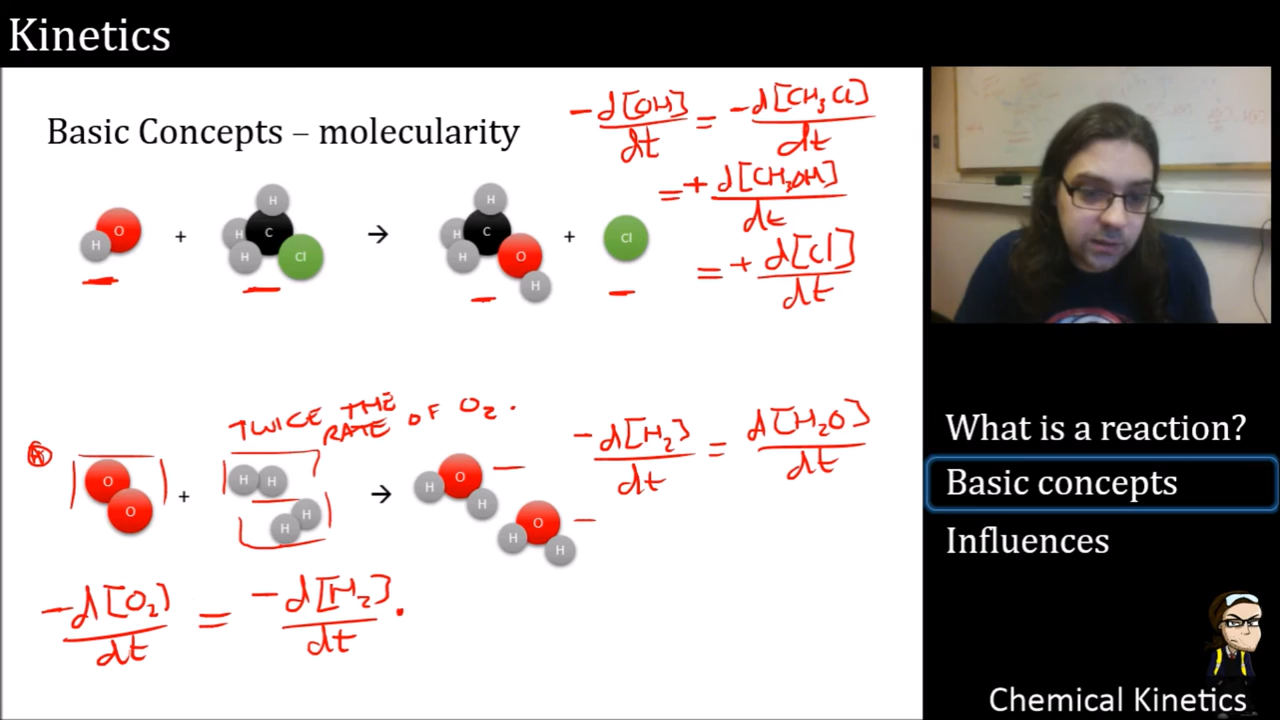 Kinetics
Basic Concepts – molecularity
-d[OH]/dt = -d[CH₃Cl]/dt
= + d[CH₃OH]/dt
= + d[Cl]/dt
H O + H H H C Cl → H H H C O H + Cl
TWICE THE RATE OF O₂.
-d[H₂]/dt = d[H₂O]/dt
O O + H H H H → H O H H O H
-d[O₂]/dt = -d[H₂]/dt .
What is a reaction?
Basic concepts
Influences
Chemical Kinetics